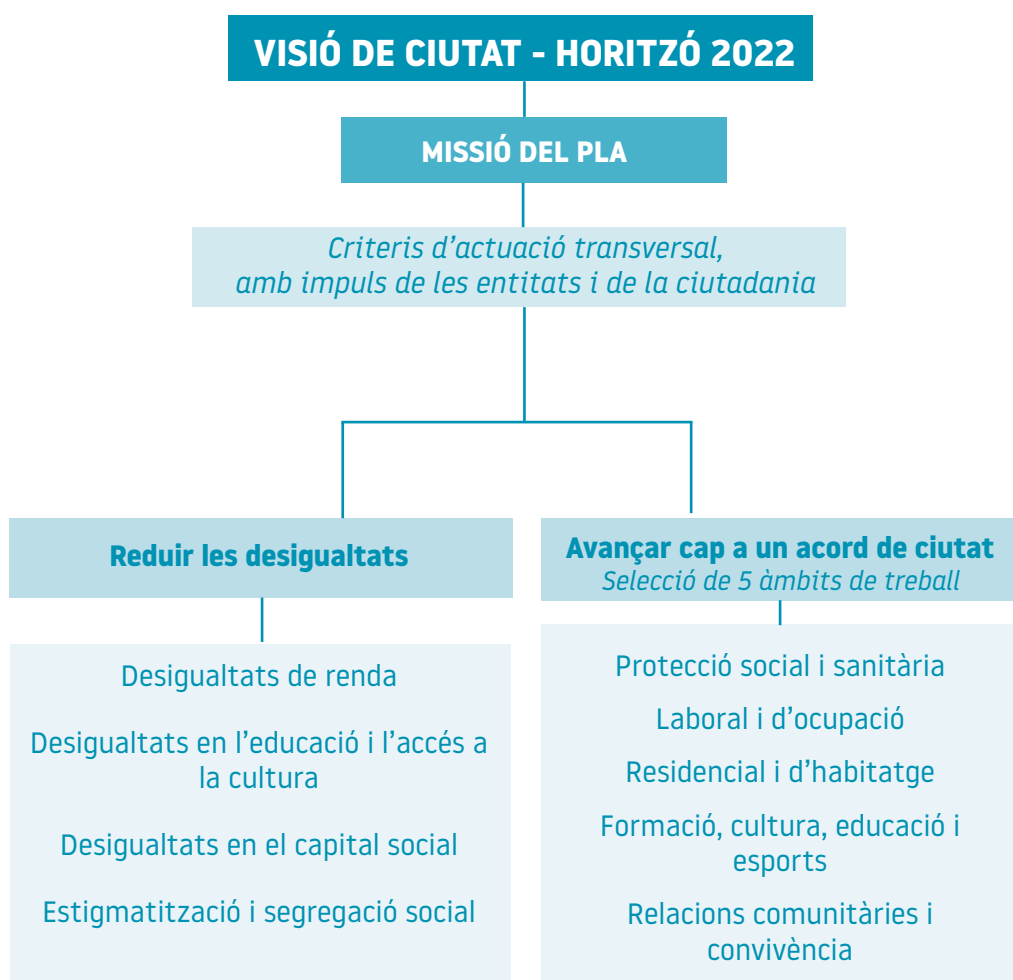 VISIÓ DE CIUTAT - HORITZÓ 2022
MISSIÓ DEL PLA
Criteris d’actuació transversal,
amb impuls de les entitats i de la ciutadania
Reduir les desigualtats
Desigualtats de renda
Desigualtats en l’educació i l’accés a
la cultura
Desigualtats en el capital social
Estigmatització i segregació social
Avançar cap a un acord de ciutat
Selecció de 5 àmbits de treball
Protecció social i sanitària
Laboral i d’ocupació
Residencial i d’habitatge
Formació, cultura, educació i
esports
Relacions comunitàries i
convivència